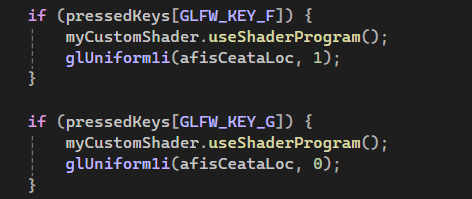 if (pressedKeys[GLFW_KEY_F]) {
myCustomShader.useShaderProgram();
glUniform1i(afisCeataLoc, 1);
}
if (pressedKeys[GLFW_KEY_G]) {
myCustomShader.useShaderProgram();
glUniform1i(afisCeataLoc, 0);
}